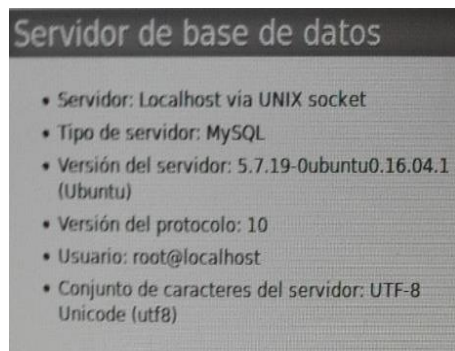 Servidor de base de datos
• Servidor: Localhost via UNIX socket
• Tipo de servidor: MySQL
• Versión del servidor: 5.7.19-0ubuntu0.16.04.1
(Ubuntu)
• Versión del protocolo: 10
• Usuario: root@localhost
• Conjunto de caracteres del servidor: UTF-8
Unicode (utf8)